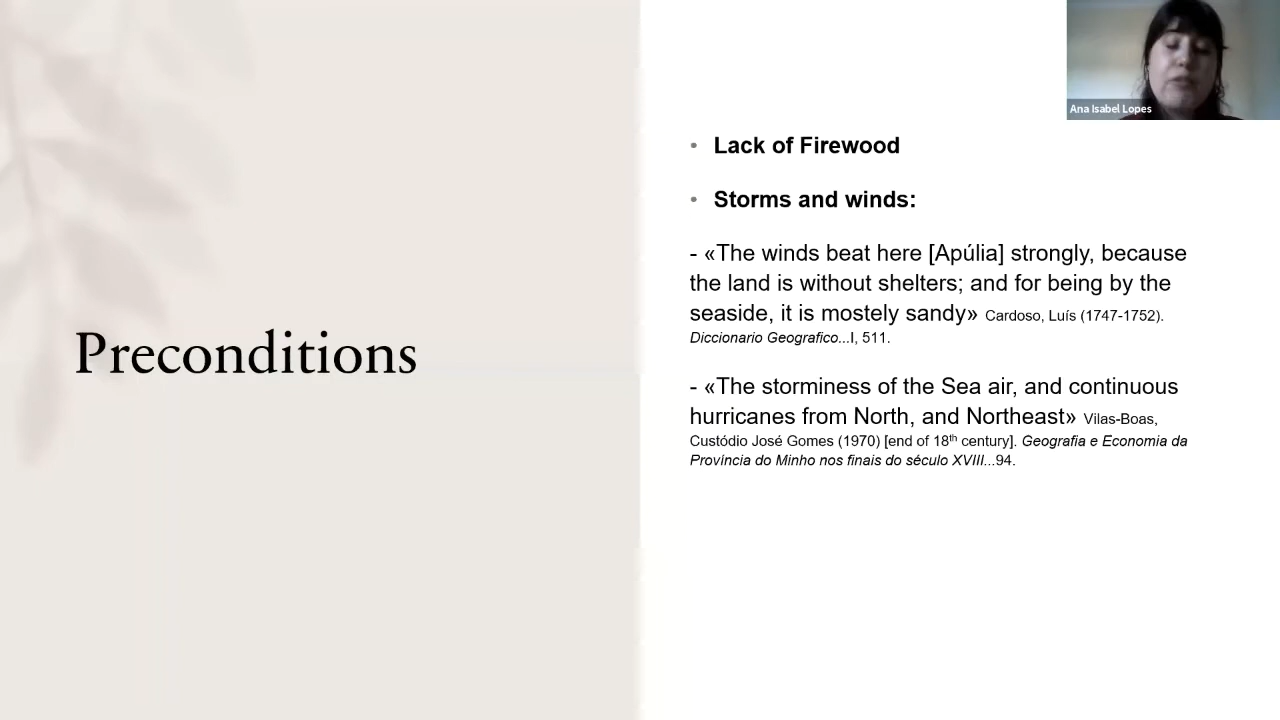 Ana Isabel Lopes
Preconditions
• Lack of Firewood
• Storms and winds:
- «The winds beat here [Apúlia] strongly, because
the land is without shelters; and for being by the
seaside, it is mostely sandy» Cardoso, Luís (1747-1752).
Diccionario Geografico...I, 511.
- «The storminess of the Sea air, and continuous
hurricanes from North, and Northeast» Vilas-Boas,
Custódio José Gomes (1970) [end of 18th century]. Geografia e Economia da
Província do Minho nos finais do século XVIII...94.